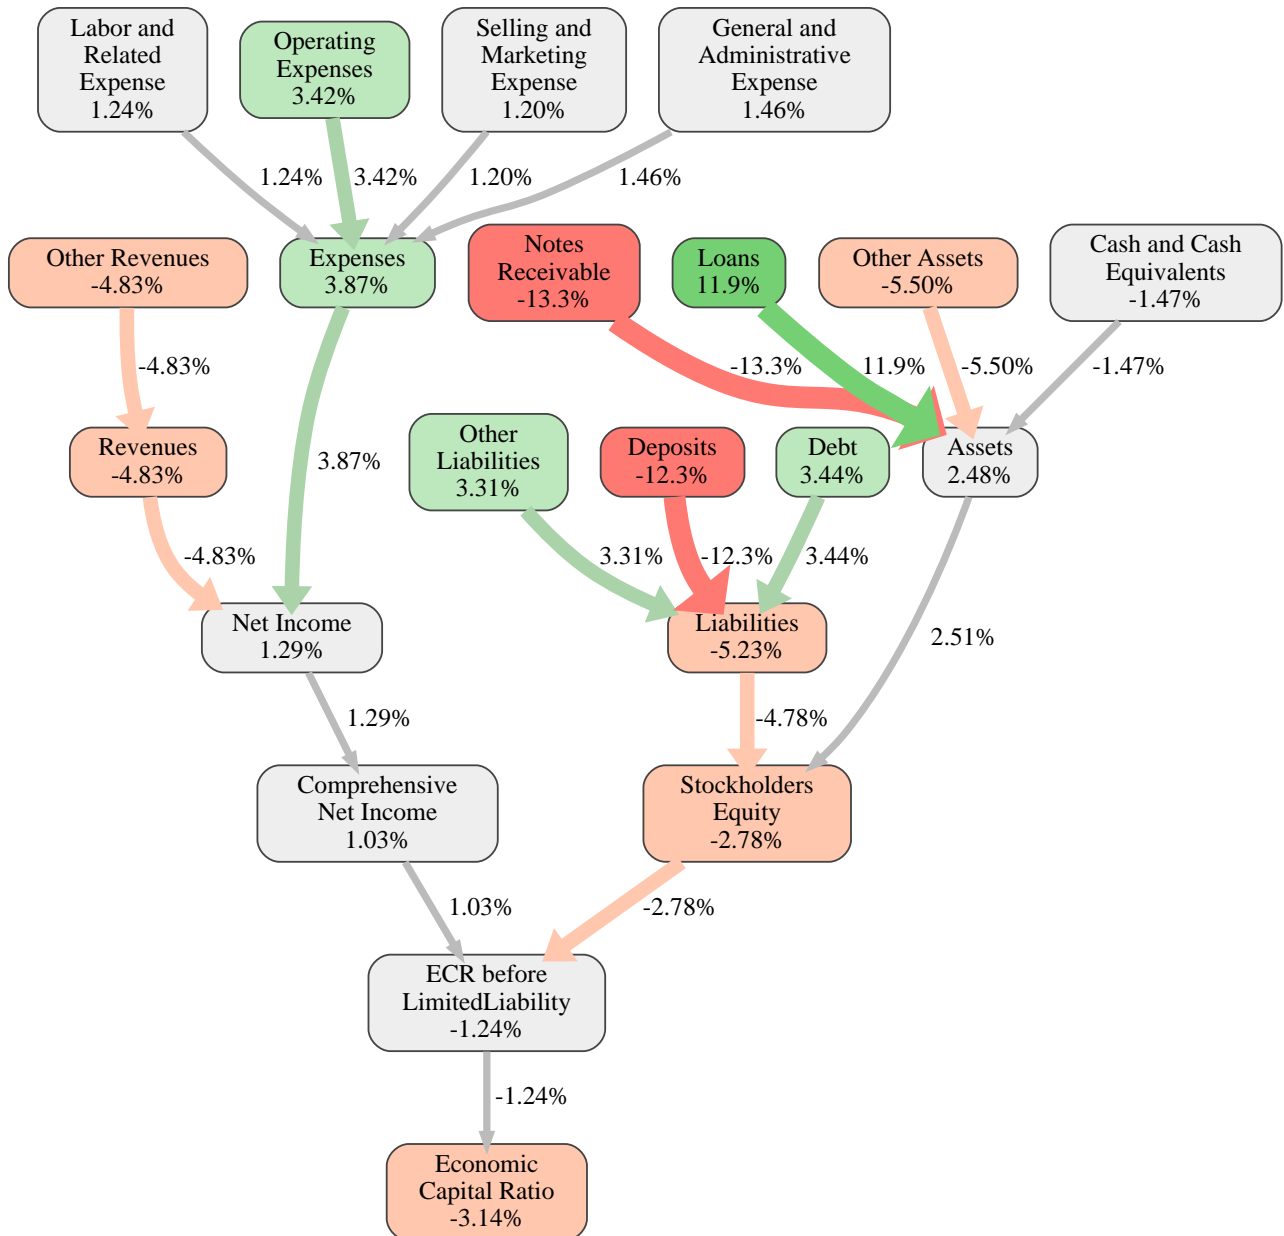 Labor and
Related
Expense
1.24%
Operating
Expenses
3.42%
Selling and
Marketing
Expense
1.20%
General and
Administrative
Expense
1.46%
1.24%
3.42%
1.20%
1.46%
Other Revenues
-4.83%
Expenses
3.87%
Notes
Receivable
-13.3%
Loans
11.9%
Other Assets
-5.50%
Cash and Cash
Equivalents
-1.47%
-4.83%
-13.3%
11.9%
-5.50%
-1.47%
Revenues
-4.83%
3.87%
Other
Liabilities
3.31%
Deposits
-12.3%
Debt
3.44%
Assets
2.48%
-4.83%
3.31%
-12.3%
3.44%
Net Income
1.29%
Liabilities
-5.23%
2.51%
1.29%
-4.78%
Comprehensive
Net Income
1.03%
Stockholders
Equity
-2.78%
1.03%
-2.78%
ECR before
LimitedLiability
-1.24%
-1.24%
Economic
Capital Ratio
-3.14%